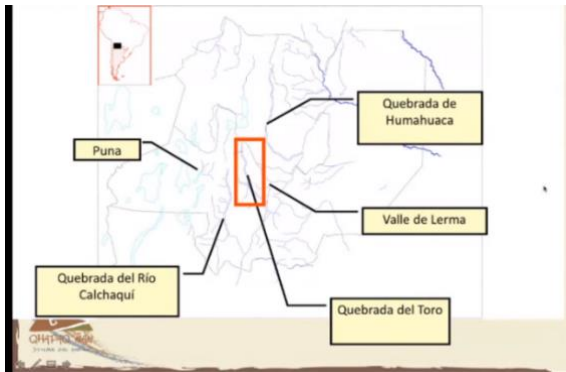 Quebrada de
Humahuaca
Puna
Valle de Lerma
Quebrada del Río
Calchaquí
Quebrada del Toro